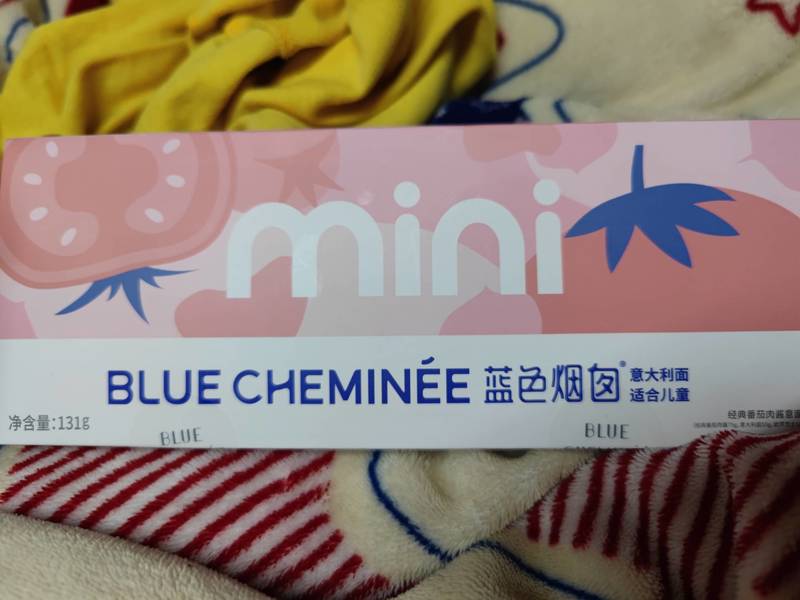 mini
BLUE CHEMINÉE 蓝色烟囱® 意大利面
适合儿童
净含量:131g
经典番茄肉酱意面
BLUE
BLUE